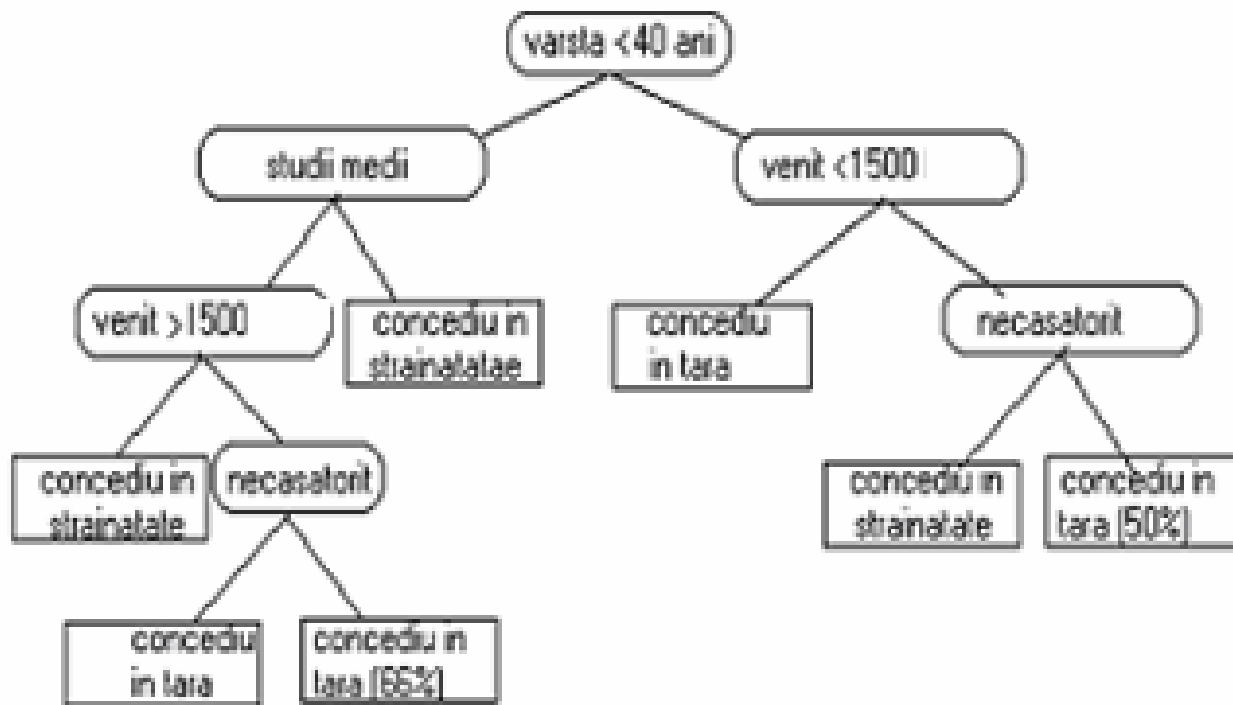 varsta <40 ani
studii medii
venit <1500
venit >1500
concediu in
strainatatae
concediu
in tara
necasatorit
concediu in
strainatate
necasatorit
concediu in
strainatate
concediu in
tara (50%)
concediu
in tara
concediu in
tara (66%)